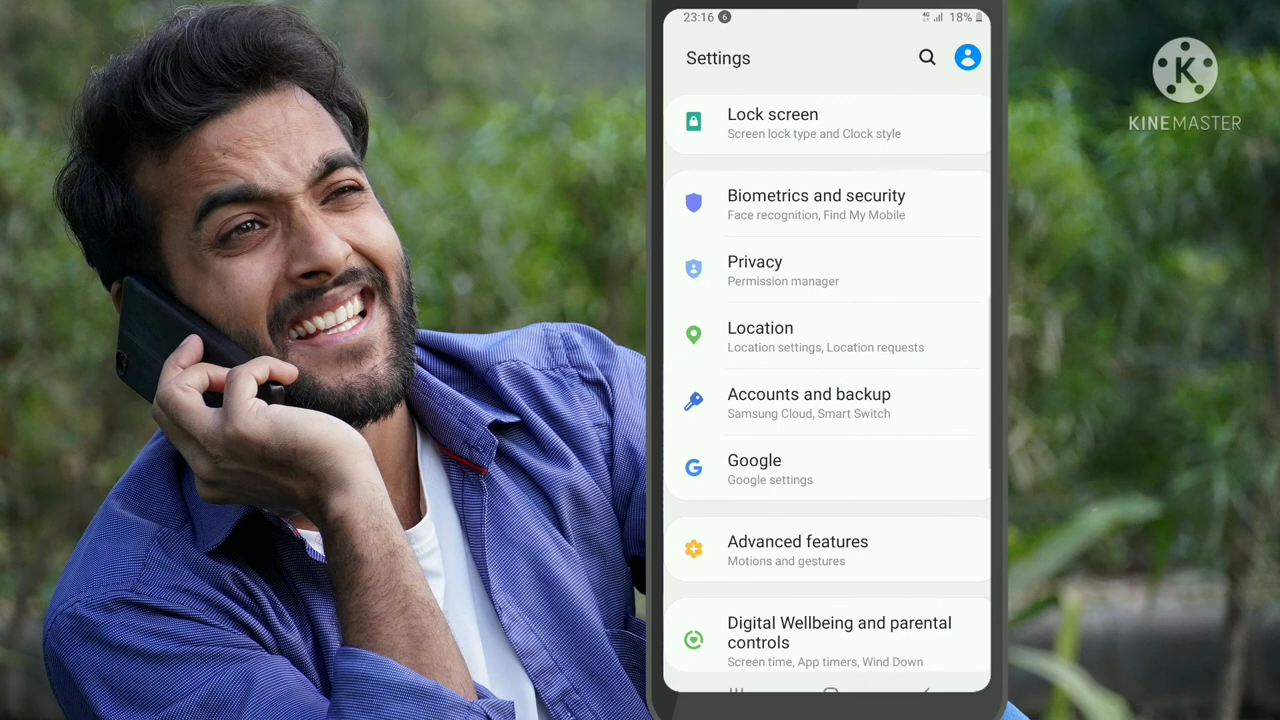 23:16 6 4G 18%
Settings
Lock screen
Screen lock type and Clock style
Biometrics and security
Face recognition, Find My Mobile
Privacy
Permission manager
Location
Location settings, Location requests
Accounts and backup
Samsung Cloud, Smart Switch
Google
Google settings
Advanced features
Motions and gestures
Digital Wellbeing and parental
controls
Screen time, App timers, Wind Down
K
KINEMASTER